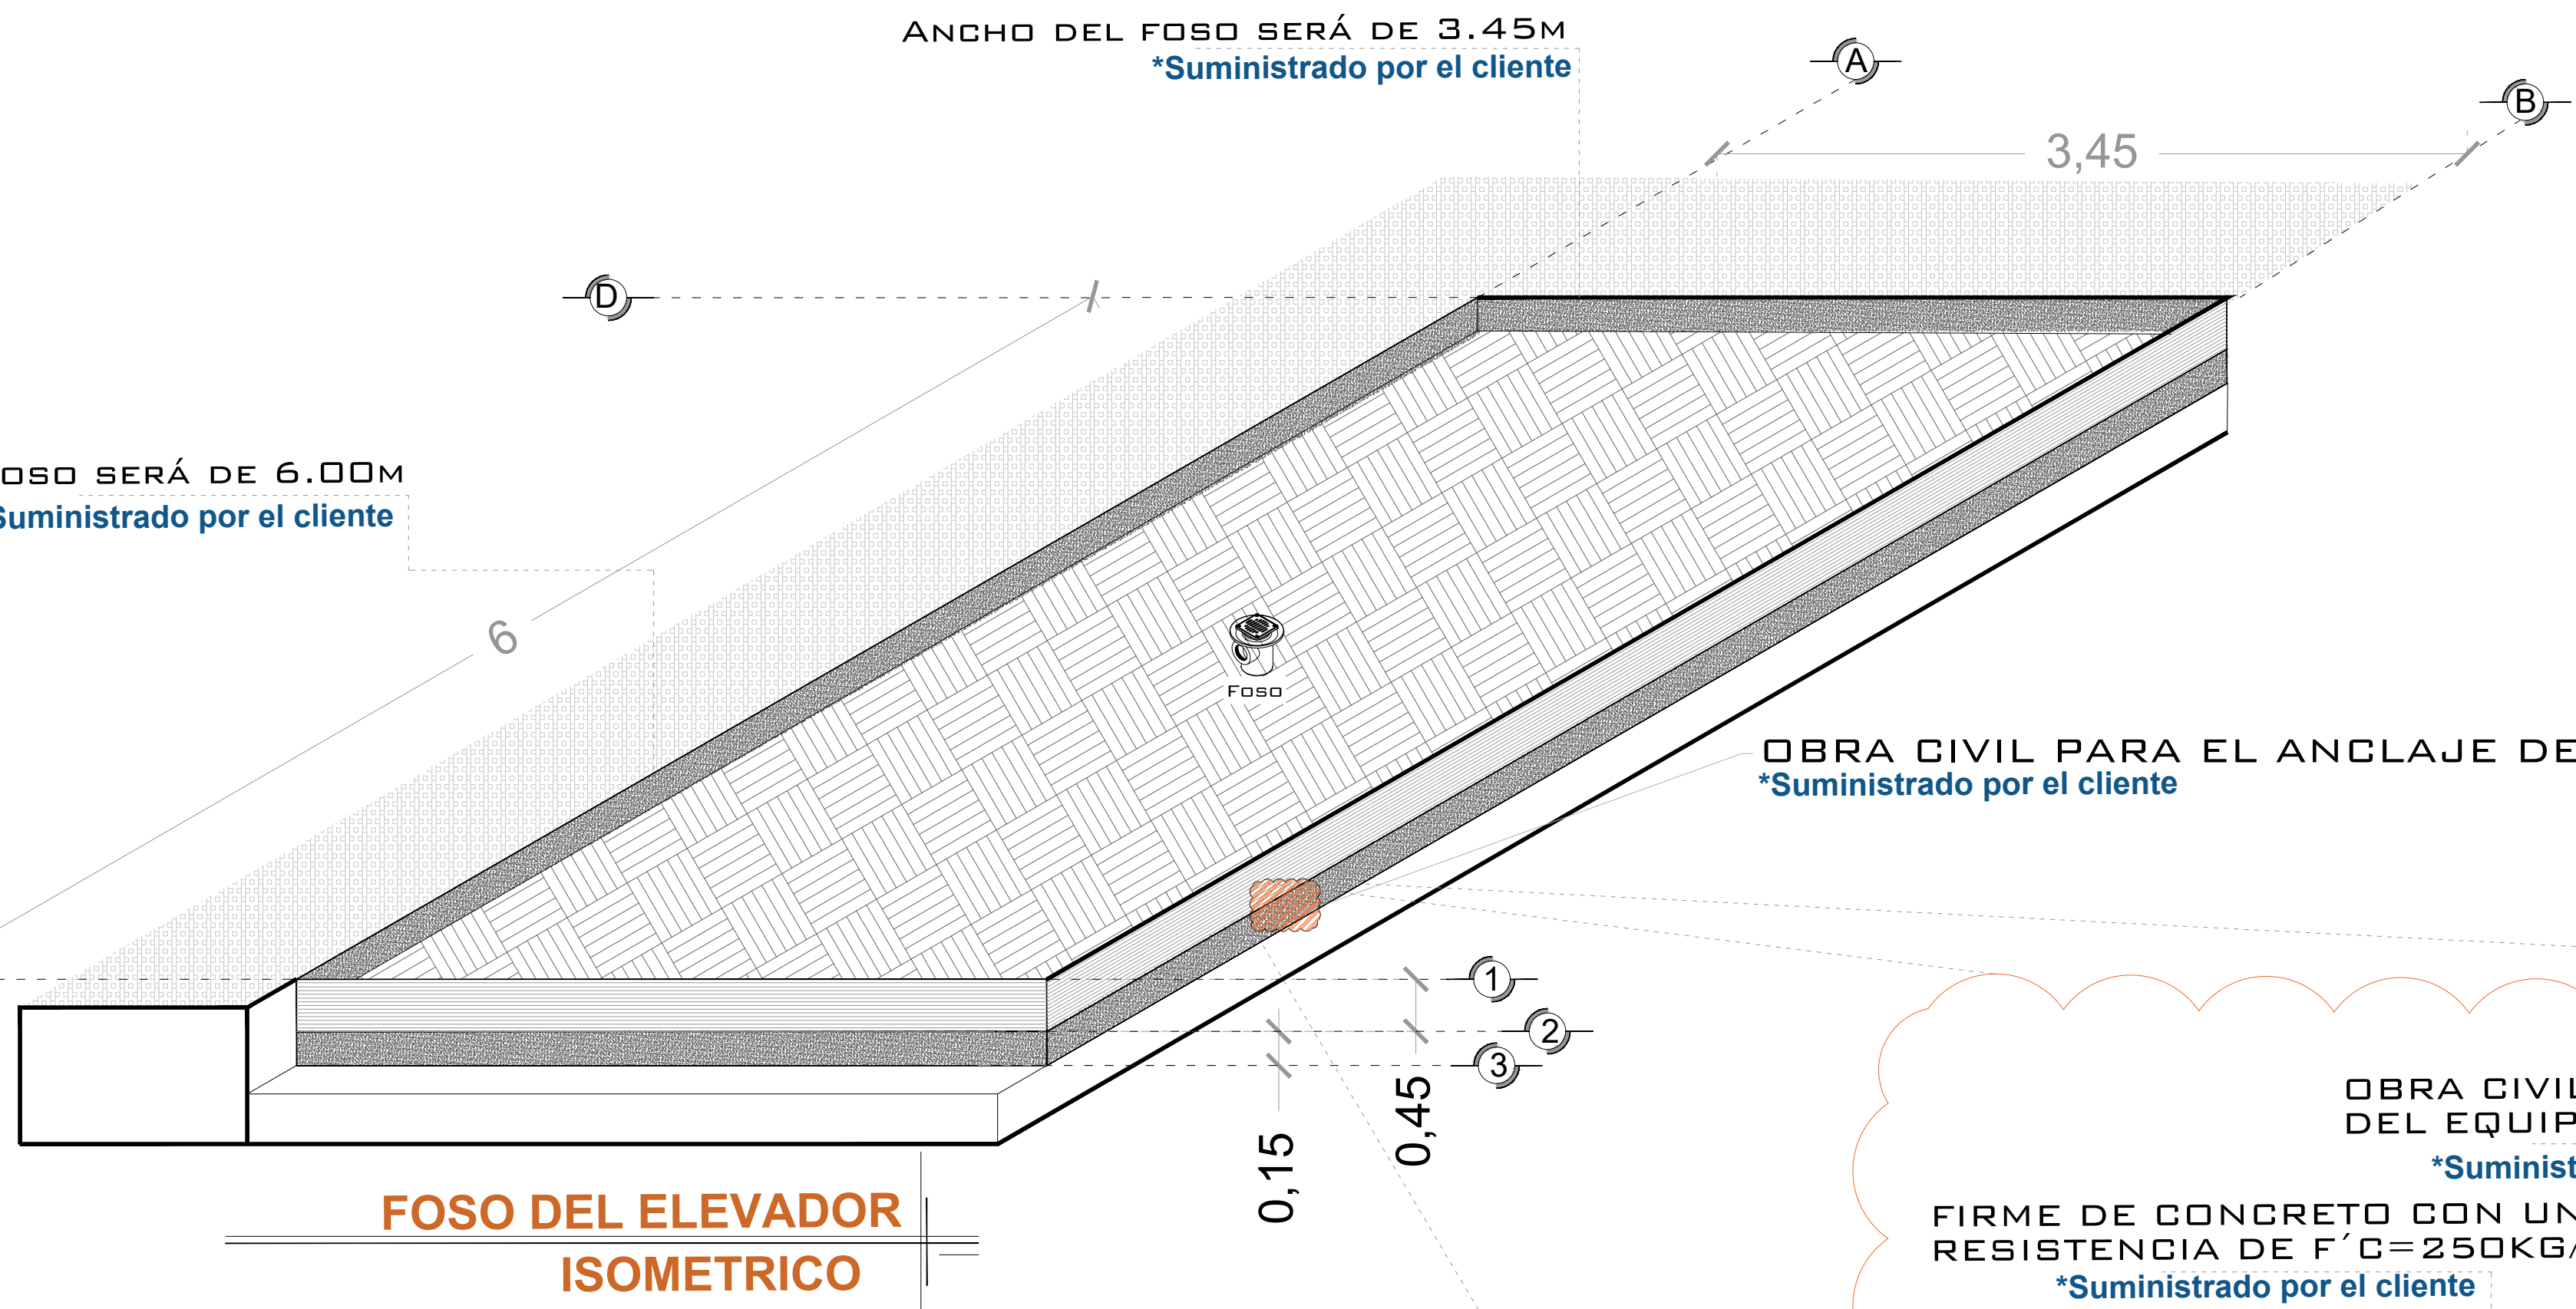 ANCHO DEL FOSO SERÁ DE 3.45M
*Suministrado por el cliente
A
B
3,45
D
OSO SERÁ DE 6.00M
Suministrado por el cliente
6
FOSO
OBRA CIVIL PARA EL ANCLAJE DE
*Suministrado por el cliente
1
2
3
0,15
0,45
OBRA CIVIL
DEL EQUIP
*Suminist
FIRME DE CONCRETO CON UN
RESISTENCIA DE F´C=250KG/
*Suministrado por el cliente
FOSO DEL ELEVADOR
ISOMETRICO